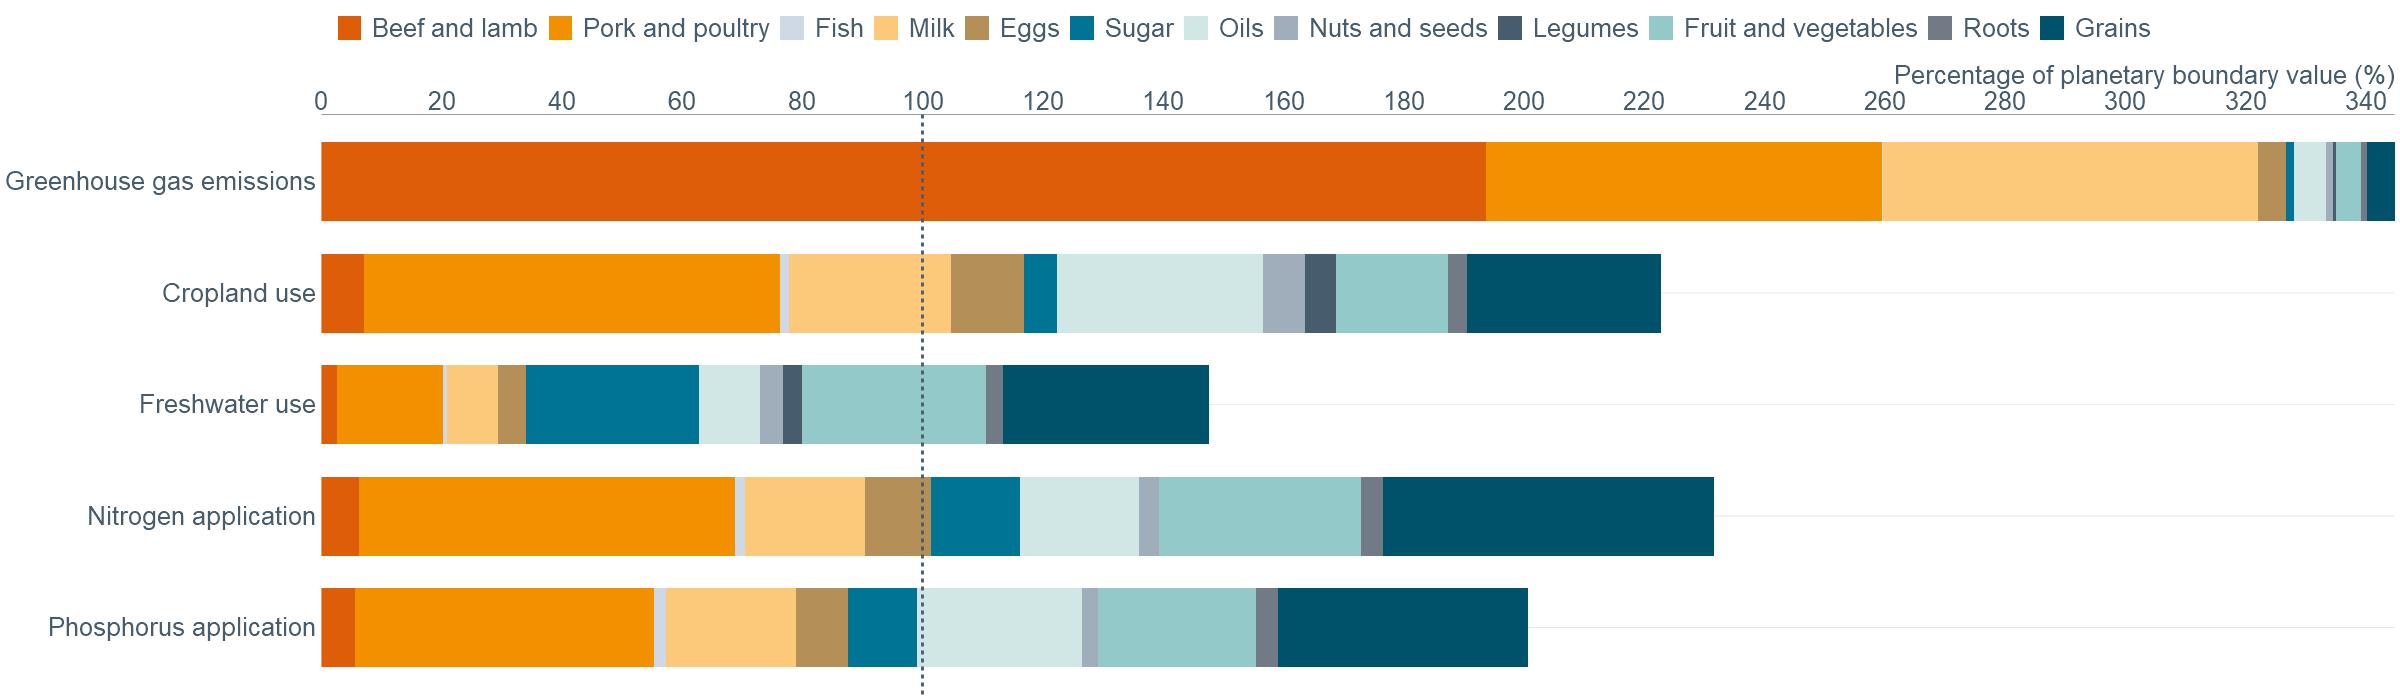 Beef and lamb Pork and poultry Fish Milk Eggs Sugar Oils Nuts and seeds Legumes Fruit and vegetables Roots Grains
Percentage of planetary boundary value (%)
0 20 40 60 80 100 120 140 160 180 200 220 240 260 280 300 320 340
Greenhouse gas emissions
Cropland use
Freshwater use
Nitrogen application
Phosphorus application